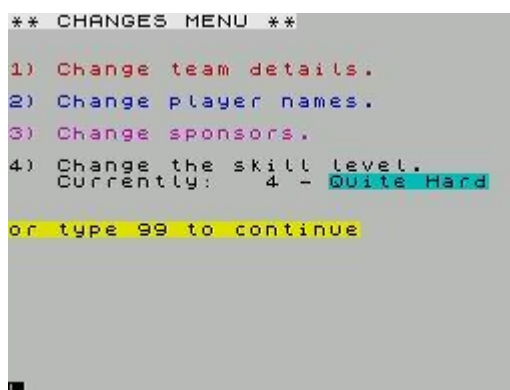 ** CHANGES MENU **
1) Change team details.
2) Change player names.
3) Change sponsors.
4) Change the skill level.
Currently: 4 - Quite Hard
or type 99 to continue